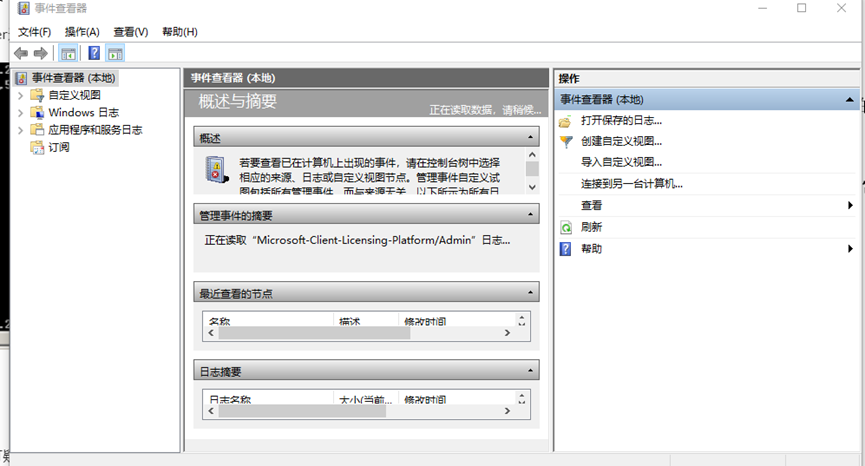 事件查看器
文件(F) 操作(A) 查看(V) 帮助(H)
事件查看器 (本地)
自定义视图
Windows 日志
应用程序和服务日志
订阅
事件查看器 (本地)
概述与摘要
正在读取数据，请稍候...
概述
若要查看已在计算机上出现的事件，请在控制台树中选择
相应的来源、日志或自定义视图节点。管理事件自定义试
图包括所有管理事件，而与来源无关。以下所示为所有日
管理事件的摘要
正在读取“Microsoft-Client-Licensing-Platform/Admin”日志...
最近查看的节点
名称 描述 修改时间
日志摘要
日志名称 大小(当前... 修改时间
操作
事件查看器 (本地)
打开保存的日志...
创建自定义视图...
导入自定义视图...
连接到另一台计算机...
查看
刷新
帮助